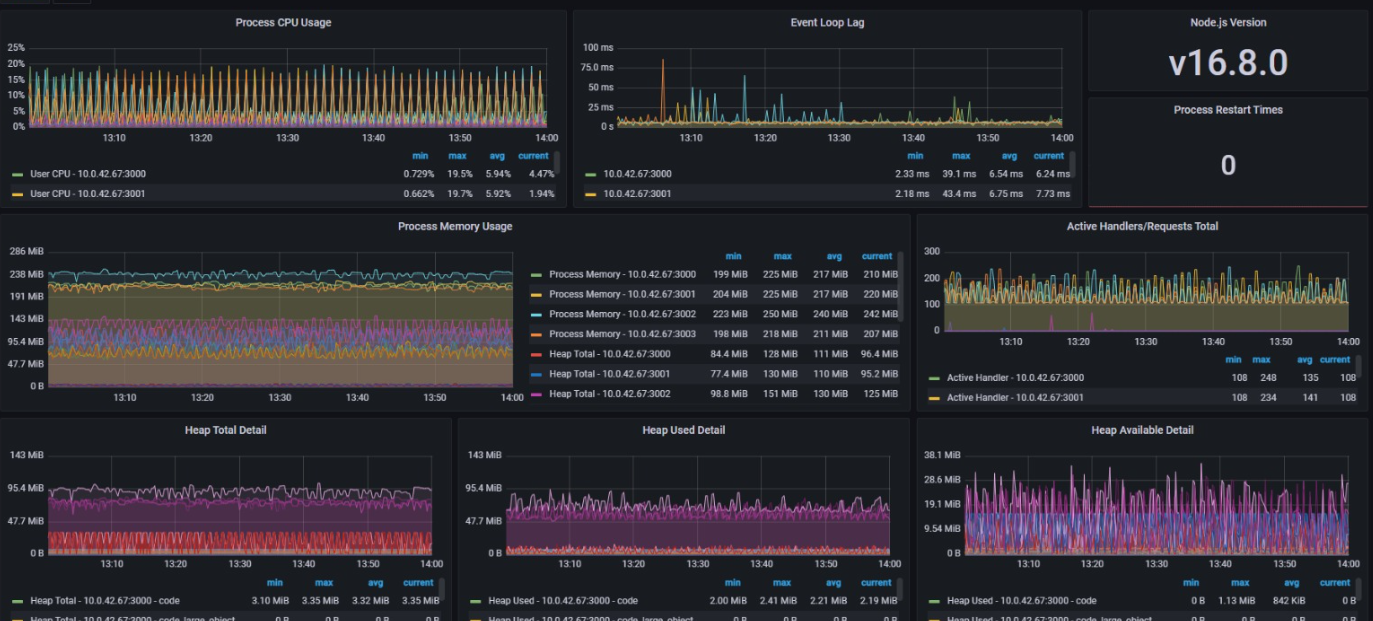 Process CPU Usage
25%
20%
15%
10%
5%
0%
13:10 13:20 13:30 13:40 13:50 14:00
min max avg current
User CPU - 10.0.42.67:3000 0.729% 19.5% 5.94% 4.47%
User CPU - 10.0.42.67:3001 0.662% 19.7% 5.92% 1.94%
Event Loop Lag
100 ms
75.0 ms
50 ms
25 ms
0 s
13:10 13:20 13:30 13:40 13:50 14:00
min max avg current
10.0.42.67:3000 2.33 ms 39.1 ms 6.54 ms 6.24 ms
10.0.42.67:3001 2.18 ms 43.4 ms 6.75 ms 7.73 ms
Node.js Version
v16.8.0
Process Restart Times
0
Process Memory Usage
286 MiB
238 MiB
191 MiB
143 MiB
95.4 MiB
47.7 MiB
0 B
13:10 13:20 13:30 13:40 13:50 14:00
min max avg current
Process Memory - 10.0.42.67:3000 199 MiB 225 MiB 217 MiB 210 MiB
Process Memory - 10.0.42.67:3001 204 MiB 225 MiB 217 MiB 220 MiB
Process Memory - 10.0.42.67:3002 223 MiB 250 MiB 240 MiB 242 MiB
Process Memory - 10.0.42.67:3003 198 MiB 218 MiB 211 MiB 207 MiB
Heap Total - 10.0.42.67:3000 84.4 MiB 128 MiB 111 MiB 96.4 MiB
Heap Total - 10.0.42.67:3001 77.4 MiB 130 MiB 110 MiB 95.2 MiB
Heap Total - 10.0.42.67:3002 98.8 MiB 151 MiB 130 MiB 125 MiB
Active Handlers/Requests Total
300
200
100
0
13:10 13:20 13:30 13:40 13:50 14:00
min max avg current
Active Handler - 10.0.42.67:3000 108 248 135 108
Active Handler - 10.0.42.67:3001 108 234 141 108
Heap Total Detail
143 MiB
95.4 MiB
47.7 MiB
0 B
13:10 13:20 13:30 13:40 13:50 14:00
min max avg current
Heap Total - 10.0.42.67:3000 - code 3.10 MiB 3.35 MiB 3.32 MiB 3.35 MiB
Heap Total - 10.0.42.67:3000 - code_large_object 0 B 0 B 0 B 0 B
Heap Used Detail
143 MiB
95.4 MiB
47.7 MiB
0 B
13:10 13:20 13:30 13:40 13:50 14:00
min max avg current
Heap Used - 10.0.42.67:3000 - code 2.00 MiB 2.41 MiB 2.21 MiB 2.19 MiB
Heap Used - 10.0.42.67:3000 - code_large_object 0 B 0 B 0 B 0 B
Heap Available Detail
38.1 MiB
28.6 MiB
19.1 MiB
9.54 MiB
0 B
13:10 13:20 13:30 13:40 13:50 14:00
min max avg current
Heap Used - 10.0.42.67:3000 - code 0 B 1.13 MiB 842 KiB 0 B
Heap Used - 10.0.42.67:3000 - code_large_object 0 B 0 B 0 B 0 B